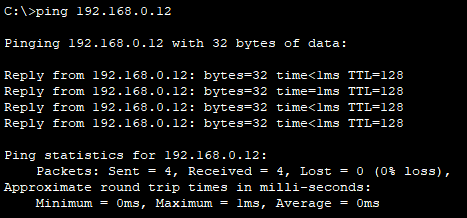 C:\>ping 192.168.0.12
Pinging 192.168.0.12 with 32 bytes of data:
Reply from 192.168.0.12: bytes=32 time<1ms TTL=128
Reply from 192.168.0.12: bytes=32 time=1ms TTL=128
Reply from 192.168.0.12: bytes=32 time<1ms TTL=128
Reply from 192.168.0.12: bytes=32 time<1ms TTL=128
Ping statistics for 192.168.0.12:
Packets: Sent = 4, Received = 4, Lost = 0 (0% loss),
Approximate round trip times in milli-seconds:
Minimum = 0ms, Maximum = 1ms, Average = 0ms